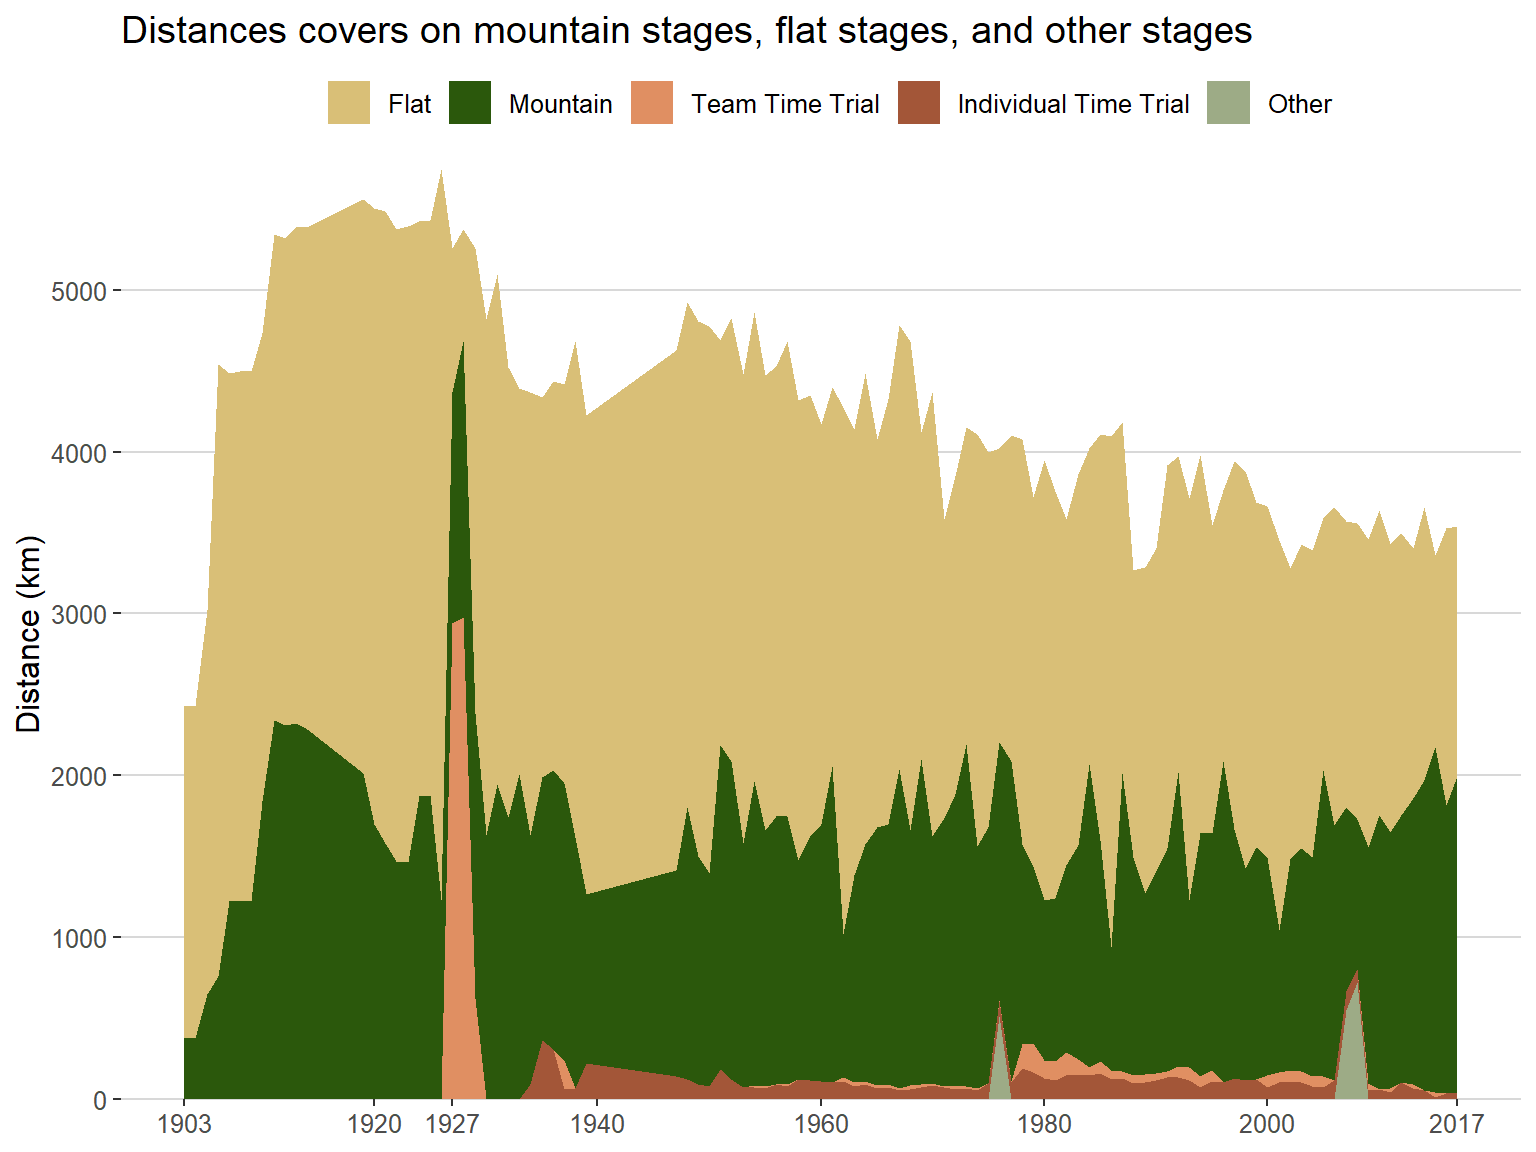 Distances covers on mountain stages, flat stages, and other stages
Flat Mountain Team Time Trial Individual Time Trial Other
Distance (km)
5000
4000
3000
2000
1000
0
1903 1920 1927 1940 1960 1980 2000 2017